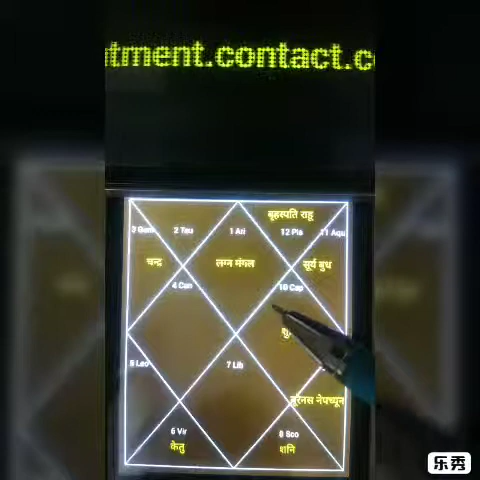 tment.contact.c
बृहस्पति राहू
3 Gem 2 Tau 1 Ari 12 Pis 11 Aqu
चन्द्र लग्न मंगल सूर्य बुध
4 Can 10 Cap
5 Leo 7 Lib
यूरेनस नेपच्यून
6 Vir 8 Sco
केतु शनि
乐秀